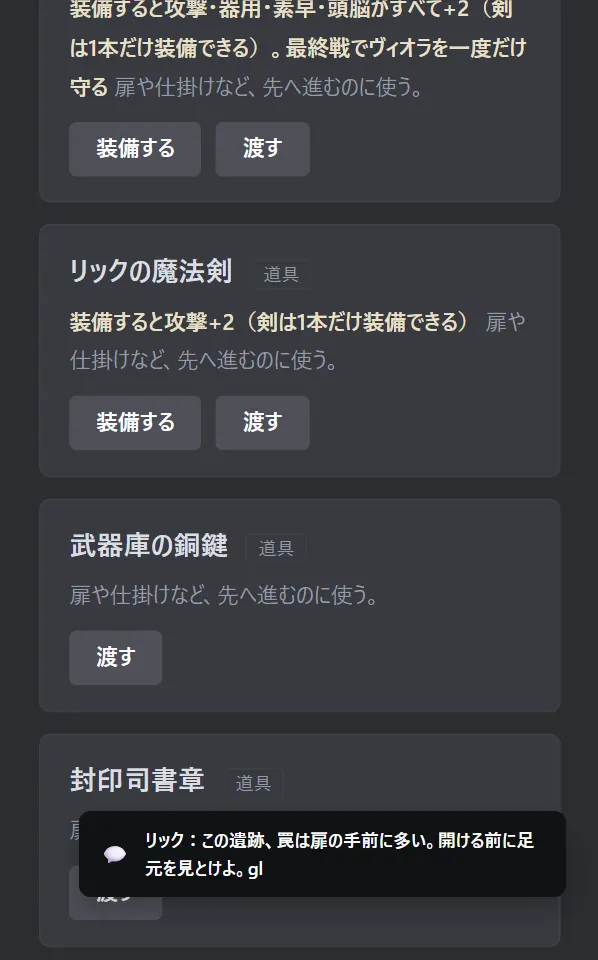 装備すると攻撃・器用・素早・頭脳がすべて+2（剣
は1本だけ装備できる）。最終戦でヴィオラを一度だけ
守る 扉や仕掛けなど、先へ進むのに使う。
装備する 渡す
リックの魔法剣 道具
装備すると攻撃+2（剣は1本だけ装備できる） 扉や
仕掛けなど、先へ進むのに使う。
装備する 渡す
武器庫の銅鍵 道具
扉や仕掛けなど、先へ進むのに使う。
渡す
封印司書章 道具
リック：この遺跡、罠は扉の手前に多い。開ける前に足
元を見とけよ。gl
渡す